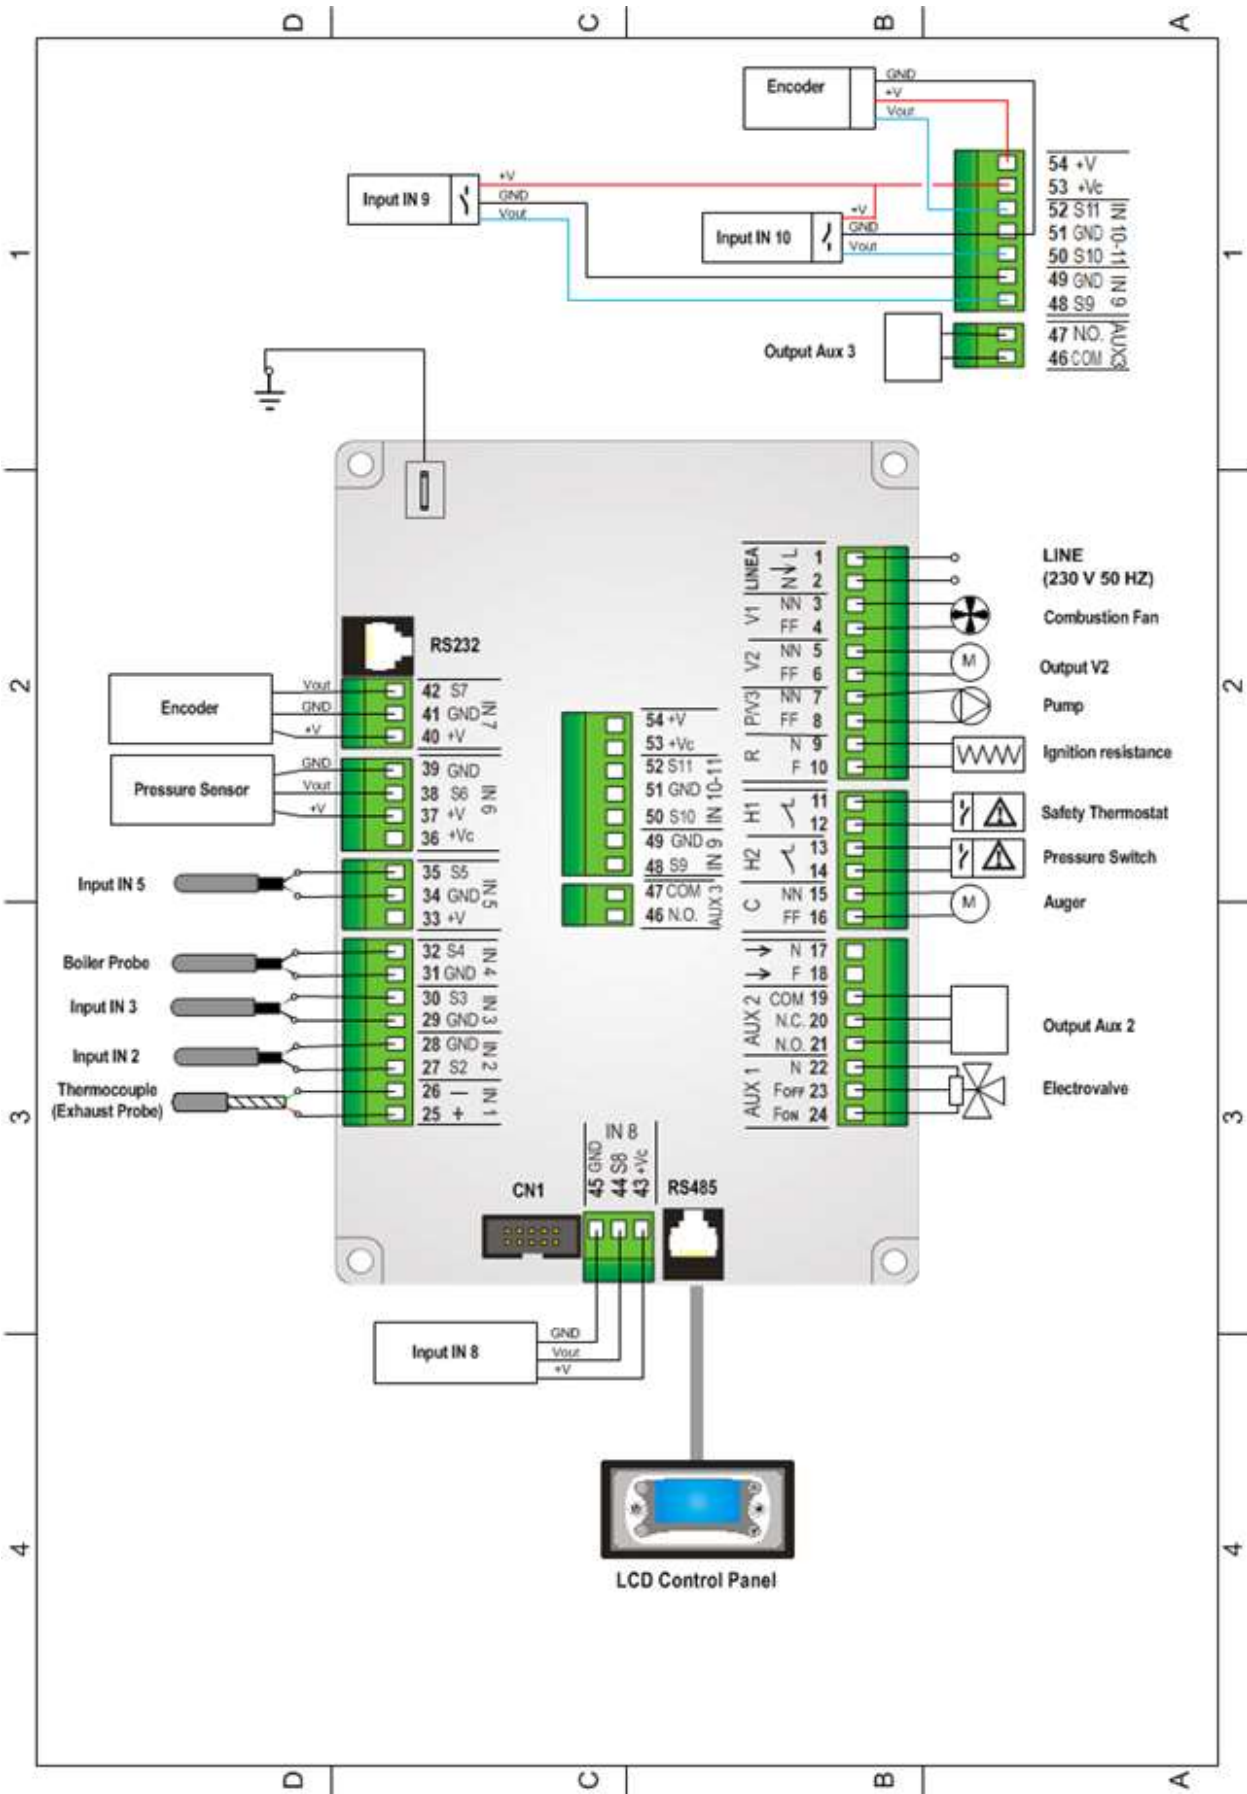 D
C
B
A
Encoder
GND
+V
Vout
54 +V
53 +Vc
52 S11
51 GND
50 S10
IN 10-11
49 GND
48 S9
IN 9
47 NO.
46 COM
AUX3
Input IN 9
+V
GND
Vout
Input IN 10
+V
GND
Vout
Output Aux 3
1
1
RS232
Encoder
Vout
GND
+V
42 S7
41 GND
40 +V
IN 7
Pressure Sensor
GND
Vout
+V
39 GND
38 S6
37 +V
36 +Vc
IN 6
Input IN 5
35 S5
34 GND
33 +V
IN 5
Boiler Probe
32 S4
31 GND
IN 4
Input IN 3
30 S3
29 GND
IN 3
Input IN 2
28 GND
27 S2
IN 2
Thermocouple
(Exhaust Probe)
26 —
25 +
IN 1
2
2
54 +V
53 +Vc
52 S11
51 GND
50 S10
IN 10-11
49 GND
48 S9
IN 9
47 COM
46 N.O.
AUX 3
LINEA
L 1
N 2
LINE
(230 V 50 HZ)
V1
NN 3
FF 4
Combustion Fan
V2
NN 5
FF 6
M
Output V2
P/V3
NN 7
FF 8
Pump
R
N 9
F 10
Ignition resistance
H1
11
12
Safety Thermostat
H2
13
14
Pressure Switch
C
NN 15
FF 16
M
Auger
N 17
F 18
AUX 2
COM 19
N.C. 20
N.O. 21
Output Aux 2
AUX 1
N 22
FOFF 23
FON 24
Electrovalve
3
3
IN 8
45 GND
44 S8
43 +Vc
CN1
RS485
Input IN 8
GND
Vout
+V
4
4
LCD Control Panel
D
C
B
A